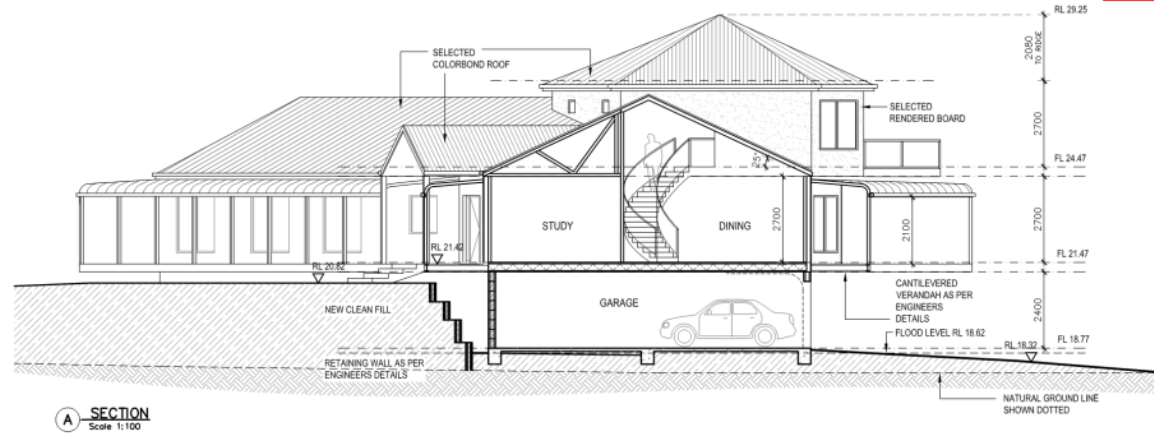 RL 29.25
2080
TO RIDGE
SELECTED
COLORBOND ROOF
SELECTED
RENDERED BOARD
2700
FL 24.47
25°
STUDY
DINING
2700
2100
2700
RL 21.42
FL 21.47
RL 20.82
CANTILEVERED
VERANDAH AS PER
ENGINEERS
DETAILS
2400
NEW CLEAN FILL
GARAGE
FLOOD LEVEL RL 18.62
RL 18.32
FL 18.77
RETAINING WALL AS PER
ENGINEERS DETAILS
NATURAL GROUND LINE
SHOWN DOTTED
A SECTION
Scale 1:100